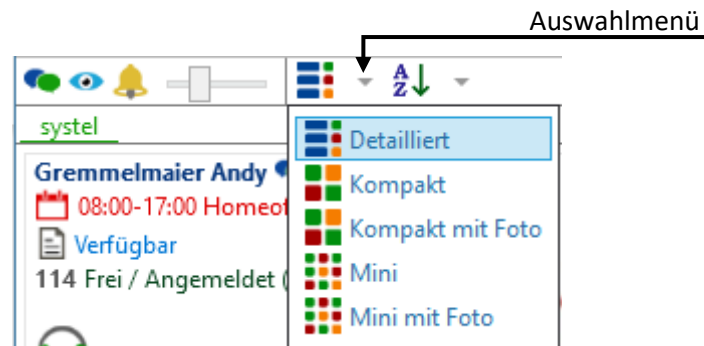 Auswahlmenü
A
Z
systel
Detailliert
Gremmelmaier Andy
Kompakt
08:00-17:00
Kompakt mit Foto
Verfügbar
Mini
114 Frei / Angemeldet (
Mini mit Foto